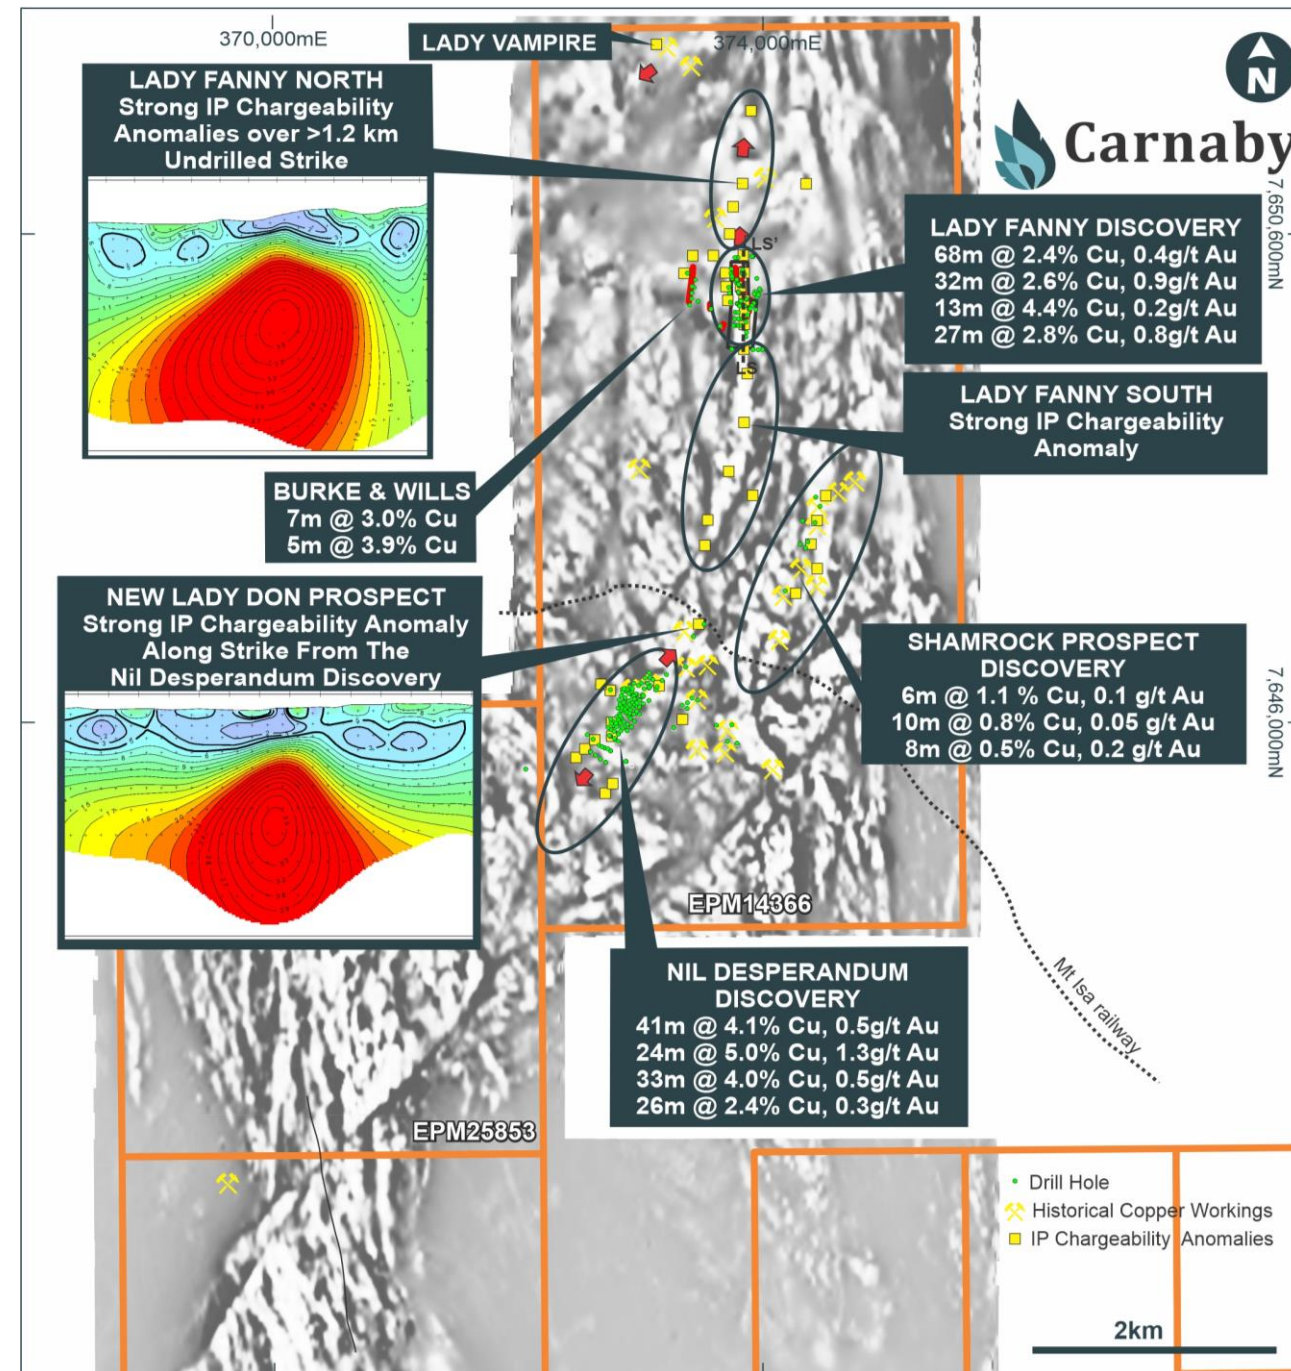 370,000mE
374,000mE
LADY VAMPIRE
N
Carnaby
LADY FANNY NORTH
Strong IP Chargeability
Anomalies over >1.2 km
Undrilled Strike
7,650,600mN
LADY FANNY DISCOVERY
68m @ 2.4% Cu, 0.4g/t Au
32m @ 2.6% Cu, 0.9g/t Au
13m @ 4.4% Cu, 0.2g/t Au
27m @ 2.8% Cu, 0.8g/t Au
LS'
LS
LADY FANNY SOUTH
Strong IP Chargeability
Anomaly
BURKE & WILLS
7m @ 3.0% Cu
5m @ 3.9% Cu
NEW LADY DON PROSPECT
Strong IP Chargeability Anomaly
Along Strike From The
Nil Desperandum Discovery
SHAMROCK PROSPECT
DISCOVERY
6m @ 1.1 % Cu, 0.1 g/t Au
10m @ 0.8% Cu, 0.05 g/t Au
8m @ 0.5% Cu, 0.2 g/t Au
7,646,000mN
EPM14366
NIL DESPERANDUM
DISCOVERY
41m @ 4.1% Cu, 0.5g/t Au
24m @ 5.0% Cu, 1.3g/t Au
33m @ 4.0% Cu, 0.5g/t Au
26m @ 2.4% Cu, 0.3g/t Au
Mt Isa railway
EPM25853
Drill Hole
Historical Copper Workings
IP Chargeability Anomalies
2km